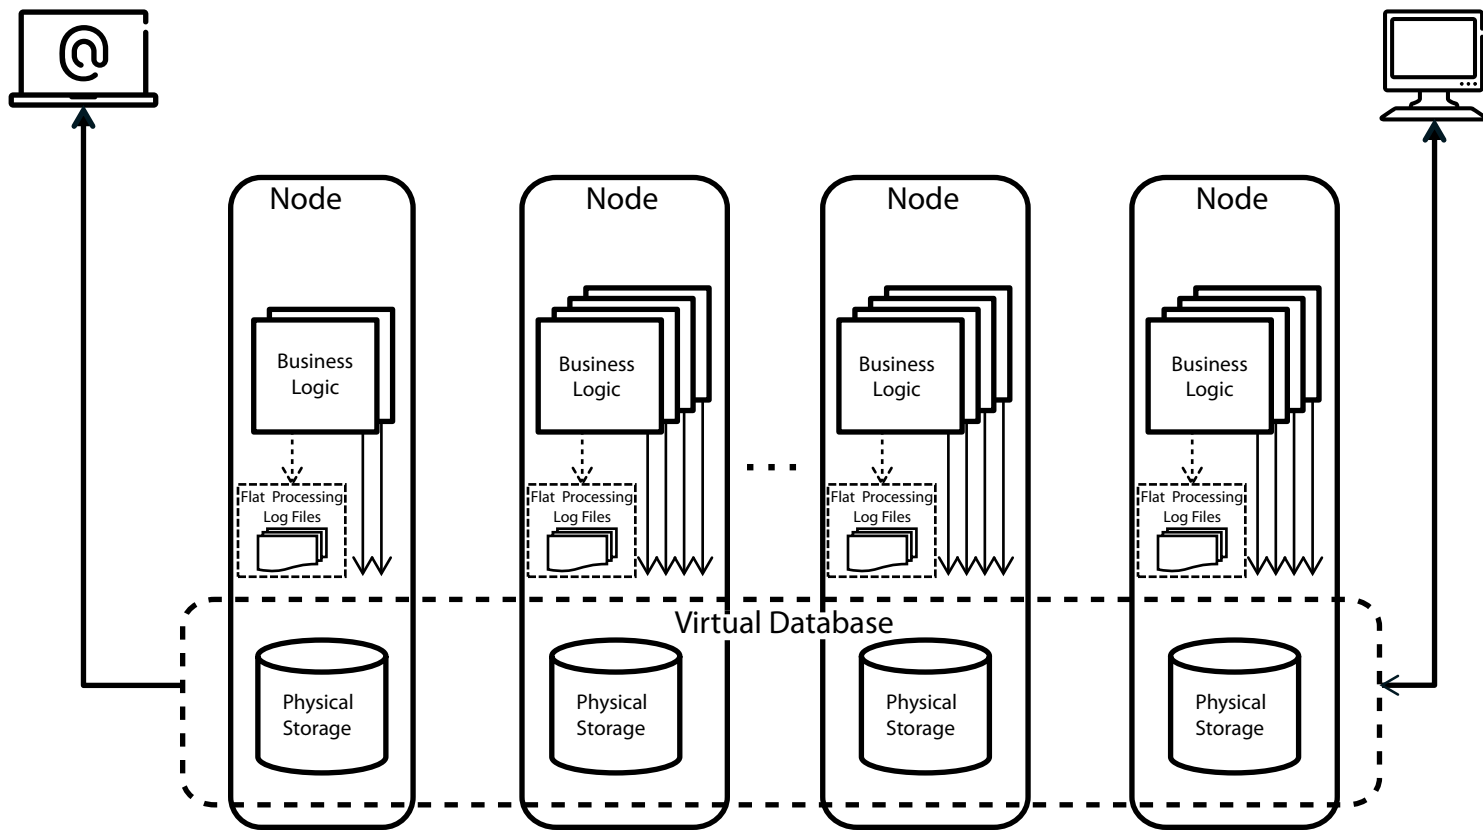 @
Node
Node
Node
Node
Business
Logic
Business
Logic
Business
Logic
Business
Logic
...
Flat Processing
Log Files
Flat Processing
Log Files
Flat Processing
Log Files
Flat Processing
Log Files
Virtual Database
Physical
Storage
Physical
Storage
Physical
Storage
Physical
Storage